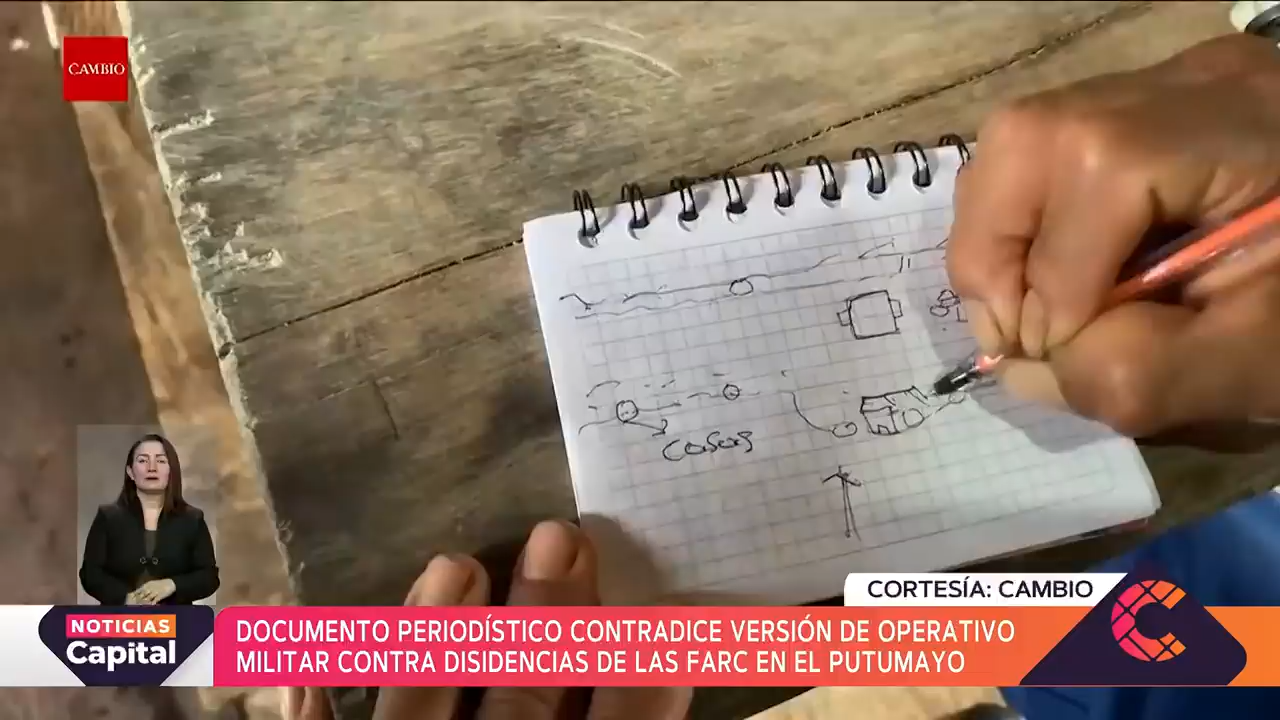 CAMBIO
casas
CORTESÍA: CAMBIO
NOTICIAS
Capital
DOCUMENTO PERIODÍSTICO CONTRADICE VERSIÓN DE OPERATIVO
MILITAR CONTRA DISIDENCIAS DE LAS FARC EN EL PUTUMAYO